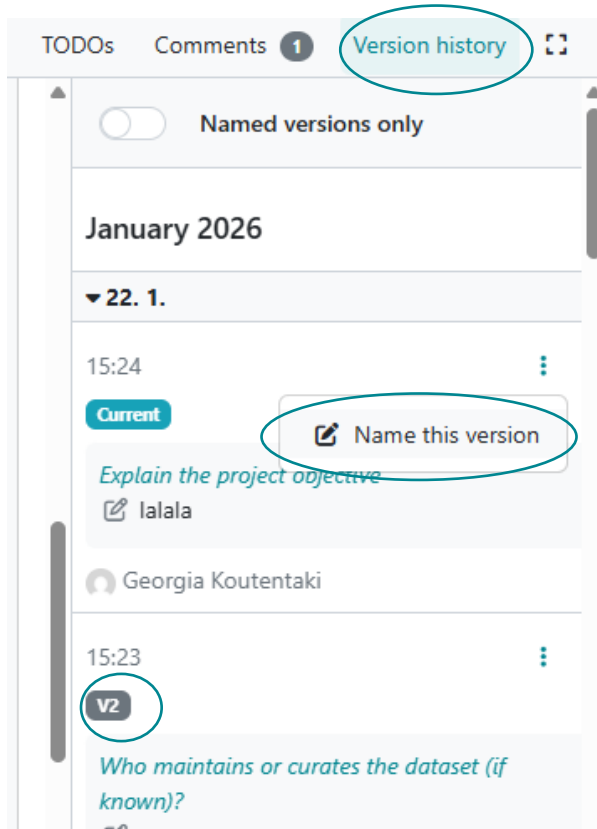 TODOs Comments 1 Version history
Named versions only
January 2026
22. 1.
15:24
Current
Name this version
Explain the project objective
lalala
Georgia Koutentaki
15:23
V2
Who maintains or curates the dataset (if
known)?